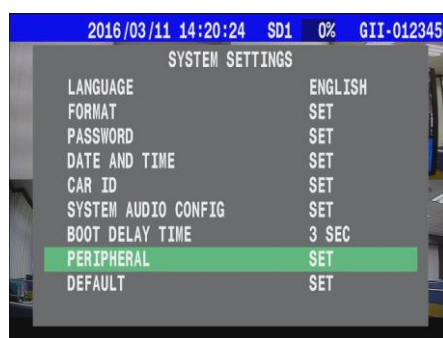 2016/03/11 14:20:24 SD1 0% GII-012345
SYSTEM SETTINGS
LANGUAGE ENGLISH
FORMAT SET
PASSWORD SET
DATE AND TIME SET
CAR ID SET
SYSTEM AUDIO CONFIG SET
BOOT DELAY TIME 3 SEC
PERIPHERAL SET
DEFAULT SET